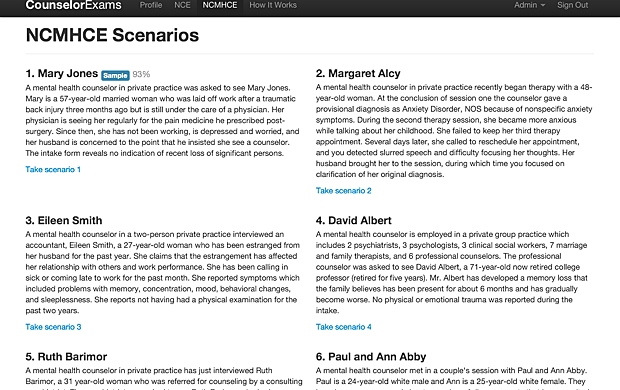 CounselorExams Profile NCE NCMHCE How It Works Admin Sign Out
NCMHCE Scenarios
1. Mary Jones Sample 93%
A mental health counselor in private practice was asked to see Mary Jones.
Mary is a 57-year-old married woman who was laid off work after a traumatic
back injury three months ago but is still under the care of a physician. Her
physician is seeing her regularly for the pain medicine he prescribed post-
surgery. Since then, she has not been working, is depressed and worried, and
her husband is concerned to the point that he insisted she see a counselor.
The intake form reveals no indication of recent loss of significant persons.
Take scenario 1
2. Margaret Alcy
A mental health counselor in private practice recently began therapy with a 48-
year-old woman. At the conclusion of session one the counselor gave a
provisional diagnosis as Anxiety Disorder, NOS because of nonspecific anxiety
symptoms. During the second therapy session, she became more anxious
while talking about her childhood. She failed to keep her third therapy
appointment. Several days later, she called to reschedule her appointment,
and you detected slurred speech and difficulty focusing her thoughts. Her
husband brought her to the session, during which time you focused on
clarification of her original diagnosis.
Take scenario 2
3. Eileen Smith
A mental health counselor in a two-person private practice interviewed an
accountant, Eileen Smith, a 27-year-old woman who has been estranged from
her husband for the past year. She claims that the estrangement has affected
her relationship with others and work performance. She has been calling in
sick or coming late to work for the past month. She reported symptoms which
included problems with memory, concentration, mood, behavioral changes,
and sleeplessness. She reports not having had a physical examination for the
past two years.
Take scenario 3
4. David Albert
A mental health counselor is employed in a private group practice which
includes 2 psychiatrists, 3 psychologists, 3 clinical social workers, 7 marriage
and family therapists, and 6 professional counselors. The professional
counselor was asked to see David Albert, a 71-year-old now retired college
professor (retired for five years). Mr. Albert has developed a memory loss that
the family believes has been present for about 6 months and has gradually
become worse. No physical or emotional trauma was reported during the
intake.
Take scenario 4
5. Ruth Barimor
A mental health counselor in private practice has just interviewed Ruth
Barimor, a 31 year-old woman who was referred for counseling by a consulting
6. Paul and Ann Abby
A mental health counselor met in a couple's session with Paul and Ann Abby.
Paul is a 24-year-old white male and Ann is a 25-year-old white female. They